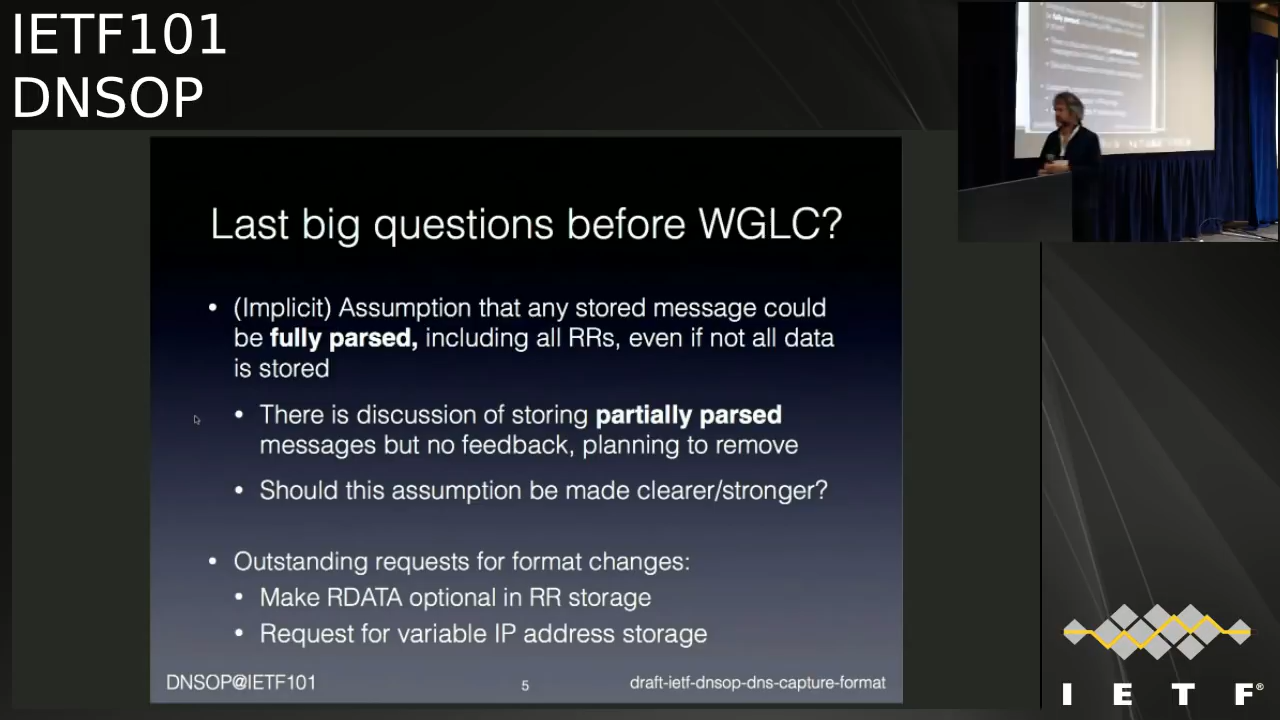 IETF101
DNSOP
Last big questions before WGLC?
• (Implicit) Assumption that any stored message could
be fully parsed, including all RRs, even if not all data
is stored
• There is discussion of storing partially parsed
messages but no feedback, planning to remove
• Should this assumption be made clearer/stronger?
• Outstanding requests for format changes:
• Make RDATA optional in RR storage
• Request for variable IP address storage
DNSOP@IETF101
5
draft-ietf-dnsop-dns-capture-format
I E T F®